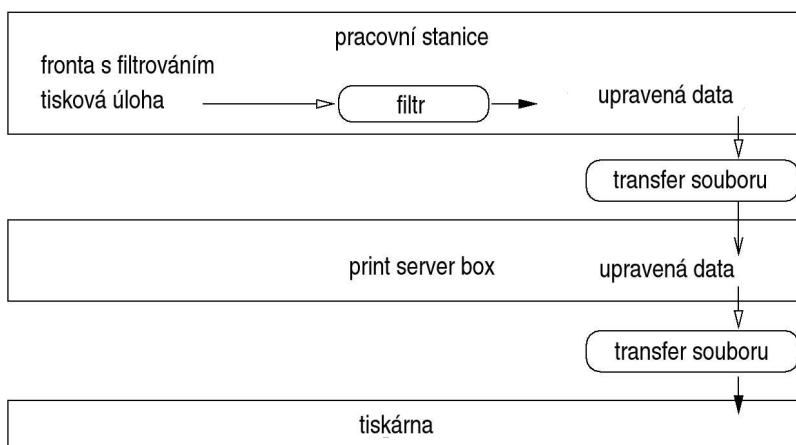 pracovní stanice
fronta s filtrováním
tisková úloha
filtr
upravená data
transfer souboru
print server box
upravená data
transfer souboru
tiskárna